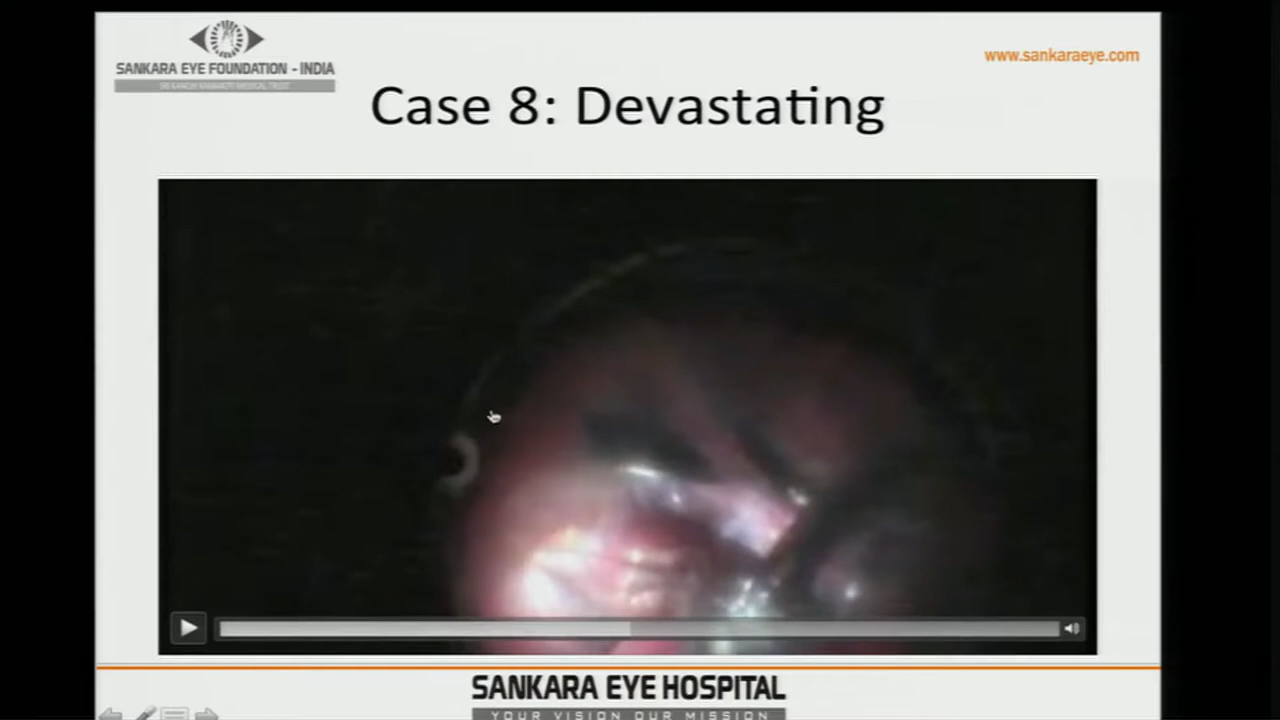 SANKARA EYE FOUNDATION - INDIA
www.sankaraeye.com
Case 8: Devastating
SANKARA EYE HOSPITAL
YOUR VISION OUR MISSION